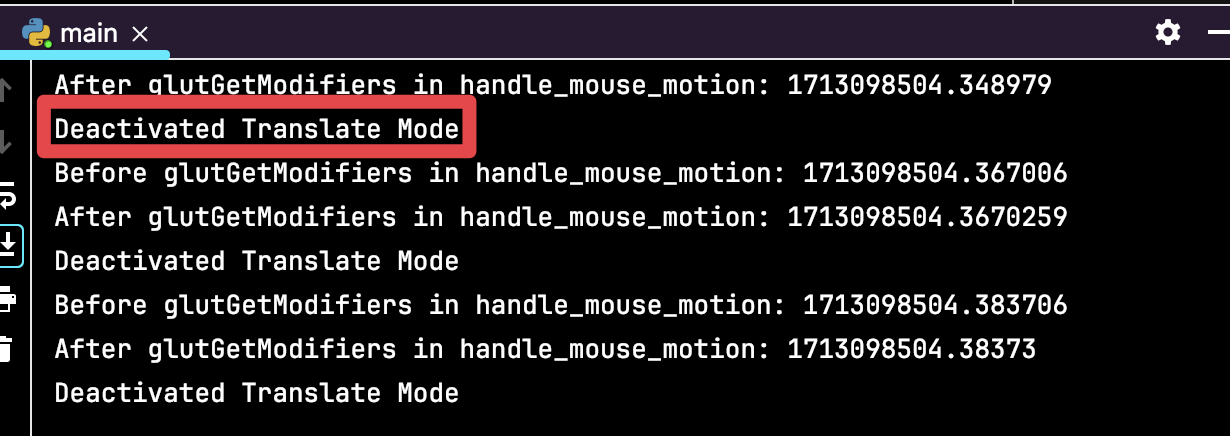 main
After glutGetModifiers in handle_mouse_motion: 1713098504.348979
Deactivated Translate Mode
Before glutGetModifiers in handle_mouse_motion: 1713098504.367006
After glutGetModifiers in handle_mouse_motion: 1713098504.3670259
Deactivated Translate Mode
Before glutGetModifiers in handle_mouse_motion: 1713098504.383706
After glutGetModifiers in handle_mouse_motion: 1713098504.38373
Deactivated Translate Mode